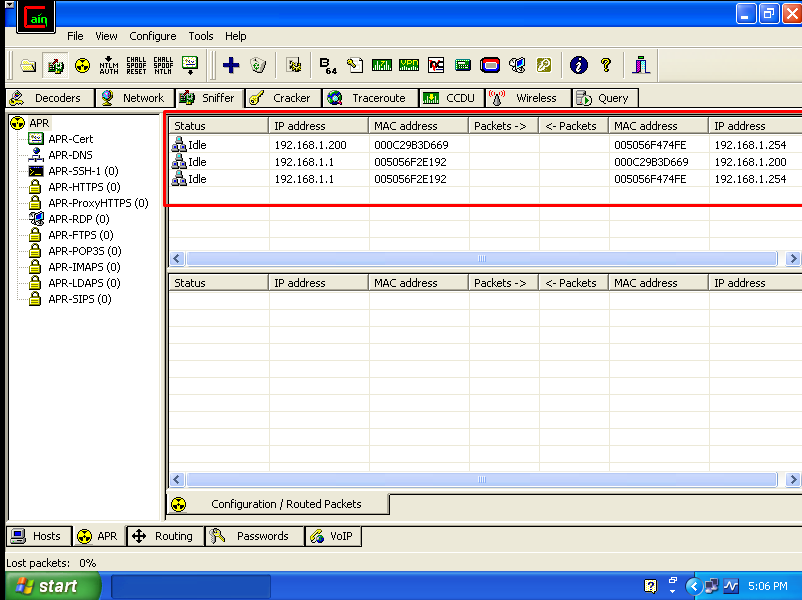 Cain
File View Configure Tools Help
NTLM AUTH CHALL SPOOF RESET CHALL SPOOF NTLM B64
Decoders Network Sniffer Cracker Traceroute CCDU Wireless Query
APR
APR-Cert
APR-DNS
APR-SSH-1 (0)
APR-HTTPS (0)
APR-ProxyHTTPS (0)
APR-RDP (0)
APR-FTPS (0)
APR-POP3S (0)
APR-IMAPS (0)
APR-LDAPS (0)
APR-SIPS (0)
Status IP address MAC address Packets -> <- Packets MAC address IP address
Idle 192.168.1.200 000C29B3D669 005056F474FE 192.168.1.254
Idle 192.168.1.1 005056F2E192 000C29B3D669 192.168.1.200
Idle 192.168.1.1 005056F2E192 005056F474FE 192.168.1.254
Status IP address MAC address Packets -> <- Packets MAC address IP address
Configuration / Routed Packets
Hosts APR Routing Passwords VoIP
Lost packets: 0%
start 5:06 PM